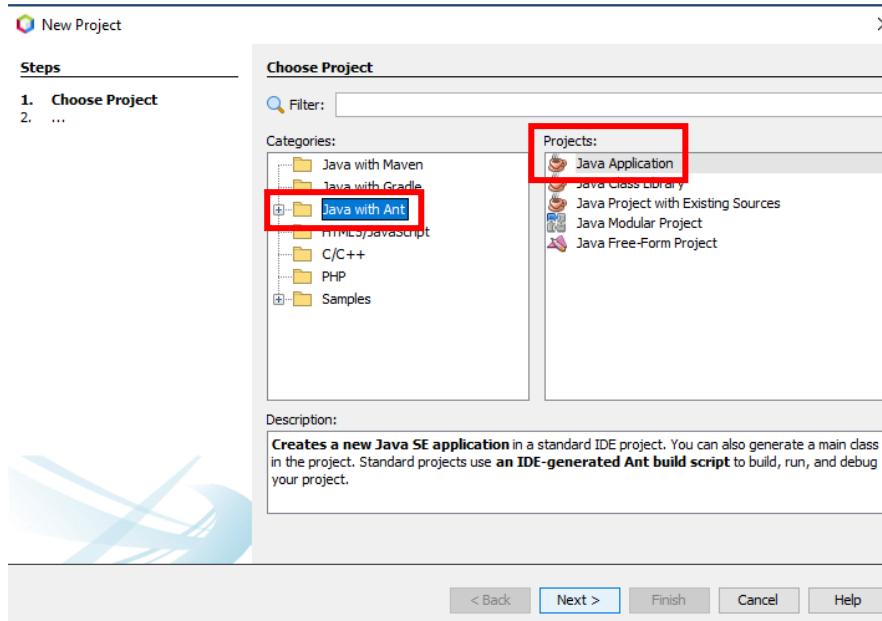 New Project
Steps
1. Choose Project
2. ...
Choose Project
Filter:
Categories:
Java with Maven
Java with Gradle
Java with Ant
HTML5/JavaScript
C/C++
PHP
Samples
Projects:
Java Application
Java Class Library
Java Project with Existing Sources
Java Modular Project
Java Free-Form Project
Description:
Creates a new Java SE application in a standard IDE project. You can also generate a main class
in the project. Standard projects use an IDE-generated Ant build script to build, run, and debug
your project.
< Back
Next >
Finish
Cancel
Help